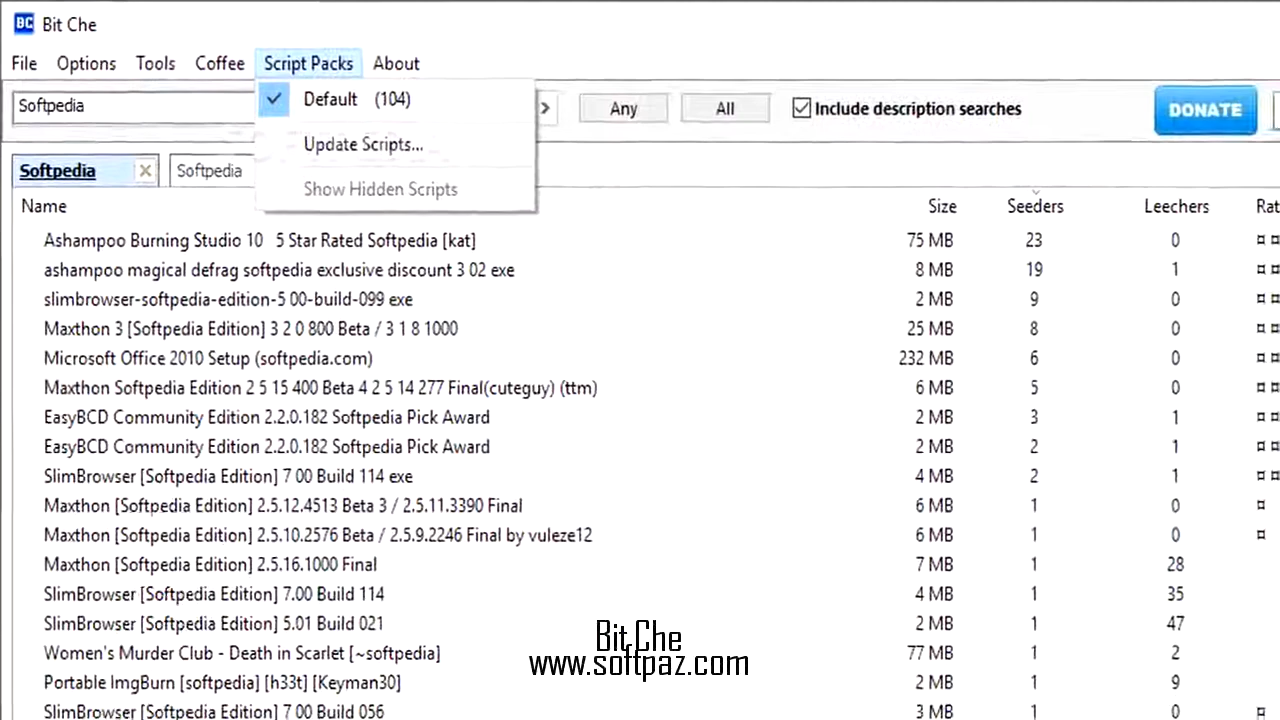 BC Bit Che
File Options Tools Coffee Script Packs About
Softpedia > Any All Include description searches DONATE
Default (104)
Update Scripts...
Show Hidden Scripts
Softpedia Softpedia
Name Size Seeders Leechers
Ashampoo Burning Studio 10 5 Star Rated Softpedia [kat] 75 MB 23 0
ashampoo magical defrag softpedia exclusive discount 3 02 exe 8 MB 19 1
slimbrowser-softpedia-edition-5 00-build-099 exe 2 MB 9 0
Maxthon 3 [Softpedia Edition] 3 2 0 800 Beta / 3 1 8 1000 25 MB 8 0
Microsoft Office 2010 Setup (softpedia.com) 232 MB 6 0
Maxthon Softpedia Edition 2 5 15 400 Beta 4 2 5 14 277 Final(cuteguy) (ttm) 6 MB 5 0
EasyBCD Community Edition 2.2.0.182 Softpedia Pick Award 2 MB 3 1
EasyBCD Community Edition 2.2.0.182 Softpedia Pick Award 2 MB 2 1
SlimBrowser [Softpedia Edition] 7 00 Build 114 exe 4 MB 2 1
Maxthon [Softpedia Edition] 2.5.12.4513 Beta 3 / 2.5.11.3390 Final 6 MB 1 0
Maxthon [Softpedia Edition] 2.5.10.2576 Beta / 2.5.9.2246 Final by vuleze12 6 MB 1 0
Maxthon [Softpedia Edition] 2.5.16.1000 Final 7 MB 1 28
SlimBrowser [Softpedia Edition] 7.00 Build 114 4 MB 1 35
SlimBrowser [Softpedia Edition] 5.01 Build 021 2 MB 1 47
Women's Murder Club - Death in Scarlet [~softpedia] 77 MB 1 2
Portable ImgBurn [softpedia] [h33t] [Keyman30] 2 MB 1 9
SlimBrowser [Softpedia Edition] 7 00 Build 056 3 MB 1 0
Bit Che
www.softpaz.com